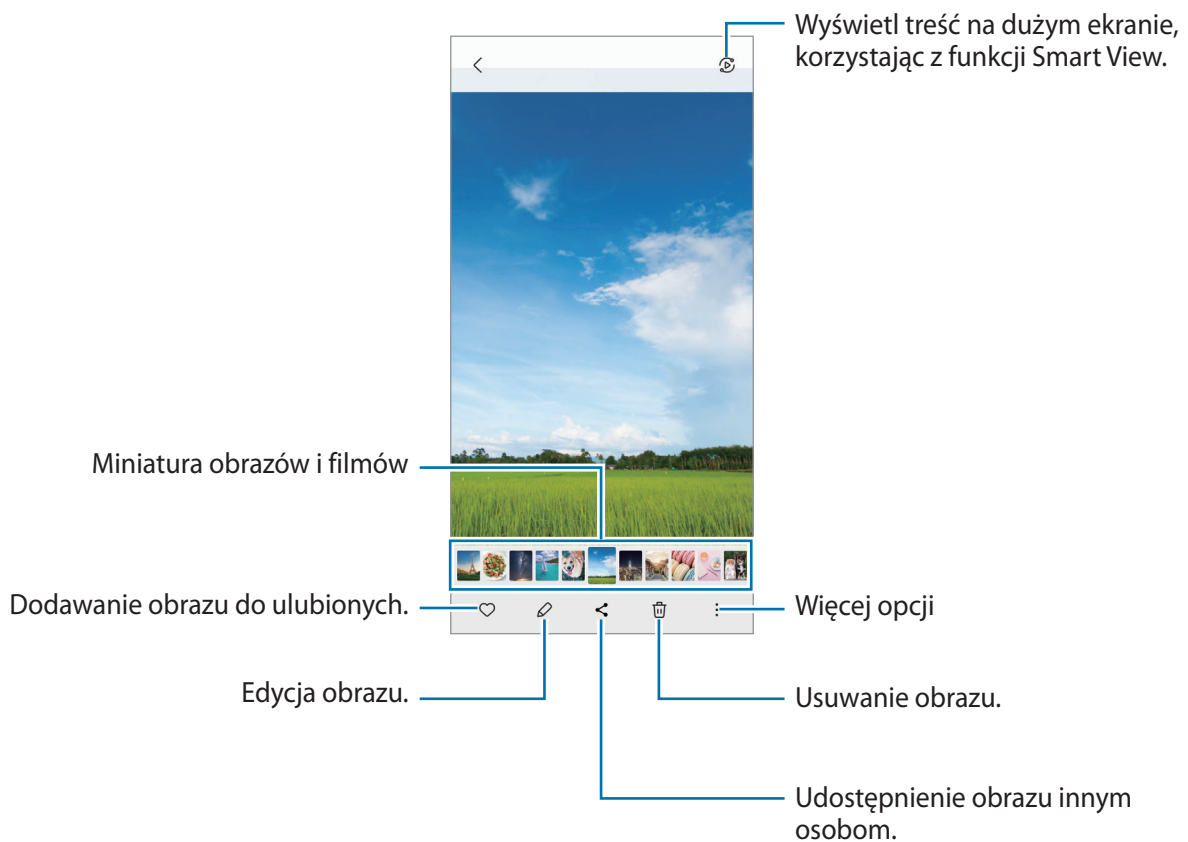 Wyświetl treść na dużym ekranie,
korzystając z funkcji Smart View.
Miniatura obrazów i filmów
Dodawanie obrazu do ulubionych.
Więcej opcji
Edycja obrazu.
Usuwanie obrazu.
Udostępnienie obrazu innym
osobom.